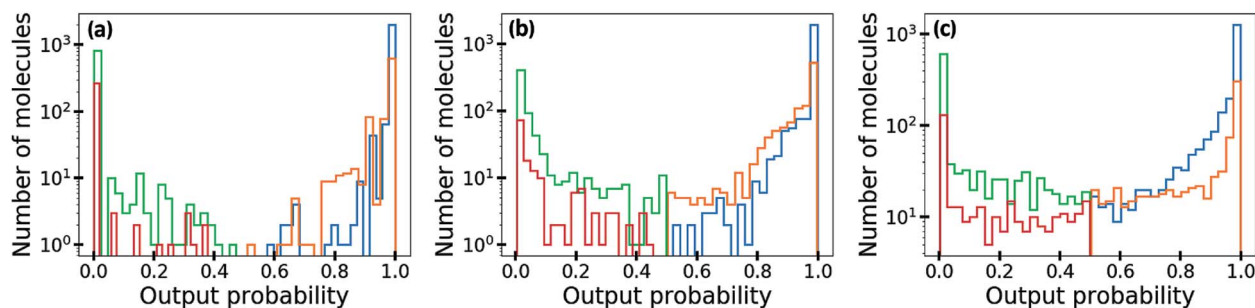 (a)
Number of molecules
10³
10²
10¹
10⁰
0.0 0.2 0.4 0.6 0.8 1.0
Output probability
(b)
Number of molecules
10³
10²
10¹
10⁰
0.0 0.2 0.4 0.6 0.8 1.0
Output probability
(c)
Number of molecules
10³
10²
10¹
0.0 0.2 0.4 0.6 0.8 1.0
Output probability